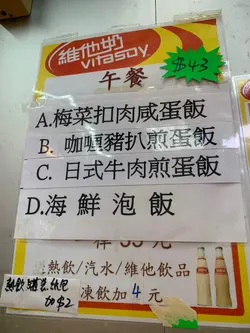 維他奶
VITASOY
午餐
$43
A.梅菜扣肉咸蛋飯
B. 咖喱豬扒煎蛋飯
C. 日式牛肉煎蛋飯
D.海鮮泡飯
熱飲/汽水/維他飲品
凍飲加4元
加$2